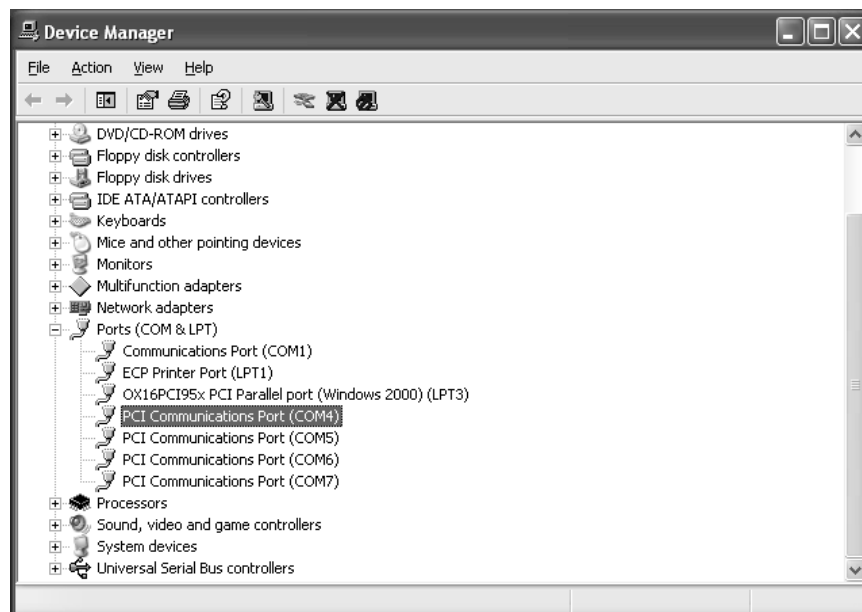 Device Manager
File Action View Help
DVD/CD-ROM drives
Floppy disk controllers
Floppy disk drives
IDE ATA/ATAPI controllers
Keyboards
Mice and other pointing devices
Monitors
Multifunction adapters
Network adapters
Ports (COM & LPT)
Communications Port (COM1)
ECP Printer Port (LPT1)
OX16PCI95x PCI Parallel port (Windows 2000) (LPT3)
PCI Communications Port (COM4)
PCI Communications Port (COM5)
PCI Communications Port (COM6)
PCI Communications Port (COM7)
Processors
Sound, video and game controllers
System devices
Universal Serial Bus controllers